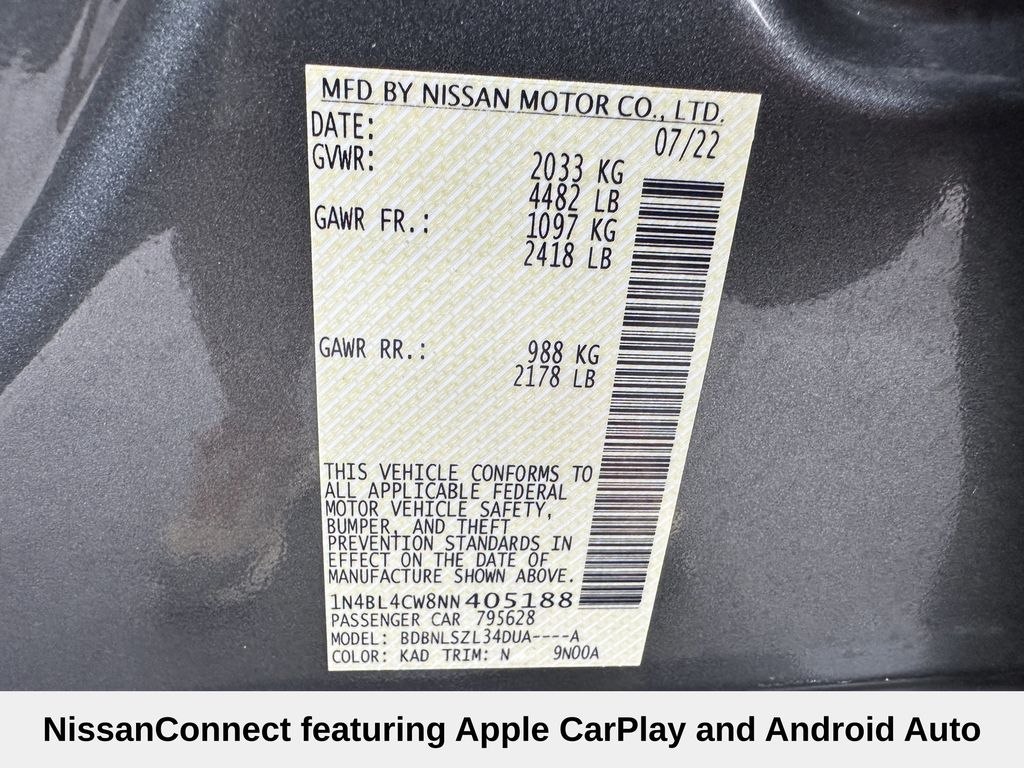 MFD BY NISSAN MOTOR CO., LTD.
DATE: 07/22
GVWR: 2033 KG
4482 LB
GAWR FR.: 1097 KG
2418 LB
GAWR RR.: 988 KG
2178 LB
THIS VEHICLE CONFORMS TO
ALL APPLICABLE FEDERAL
MOTOR VEHICLE SAFETY,
BUMPER, AND THEFT
PREVENTION STANDARDS IN
EFFECT ON THE DATE OF
MANUFACTURE SHOWN ABOVE.
1N4BL4CW8NN405188
PASSENGER CAR 795628
MODEL: BDBNLSZL34DUA----A
COLOR: KAD TRIM: N 9N00A
NissanConnect featuring Apple CarPlay and Android Auto